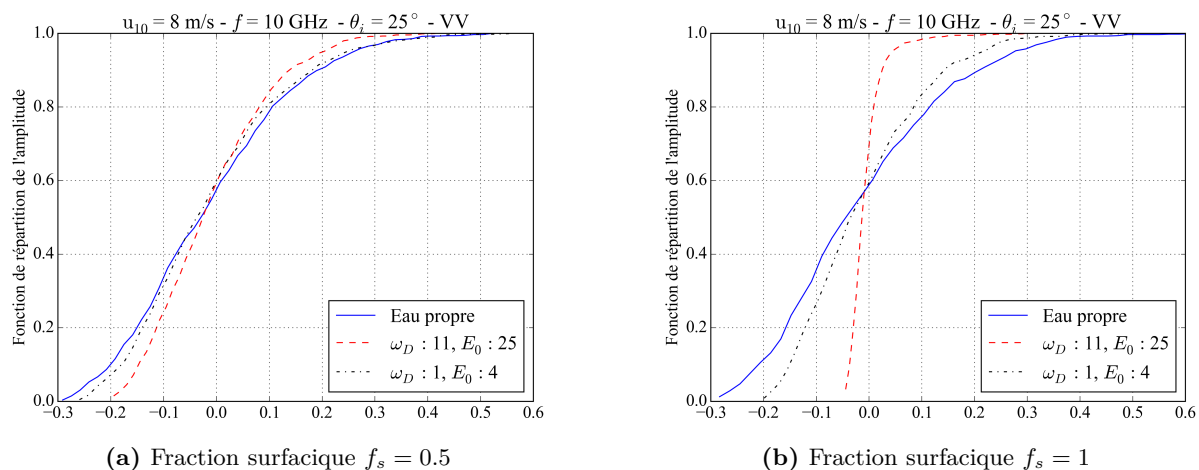 u10 = 8 m/s - f = 10 GHz - θi = 25° - VV
Fonction de répartition de l'amplitude
1.0
0.8
0.6
0.4
0.2
0.0
−0.3 −0.2 −0.1 0.0 0.1 0.2 0.3 0.4 0.5 0.6
Eau propre
ωD : 11, E0 : 25
ωD : 1, E0 : 4
(a) Fraction surfacique fs = 0.5
u10 = 8 m/s - f = 10 GHz - θi = 25° - VV
Fonction de répartition de l'amplitude
1.0
0.8
0.6
0.4
0.2
0.0
−0.3 −0.2 −0.1 0.0 0.1 0.2 0.3 0.4 0.5 0.6
Eau propre
ωD : 11, E0 : 25
ωD : 1, E0 : 4
(b) Fraction surfacique fs = 1